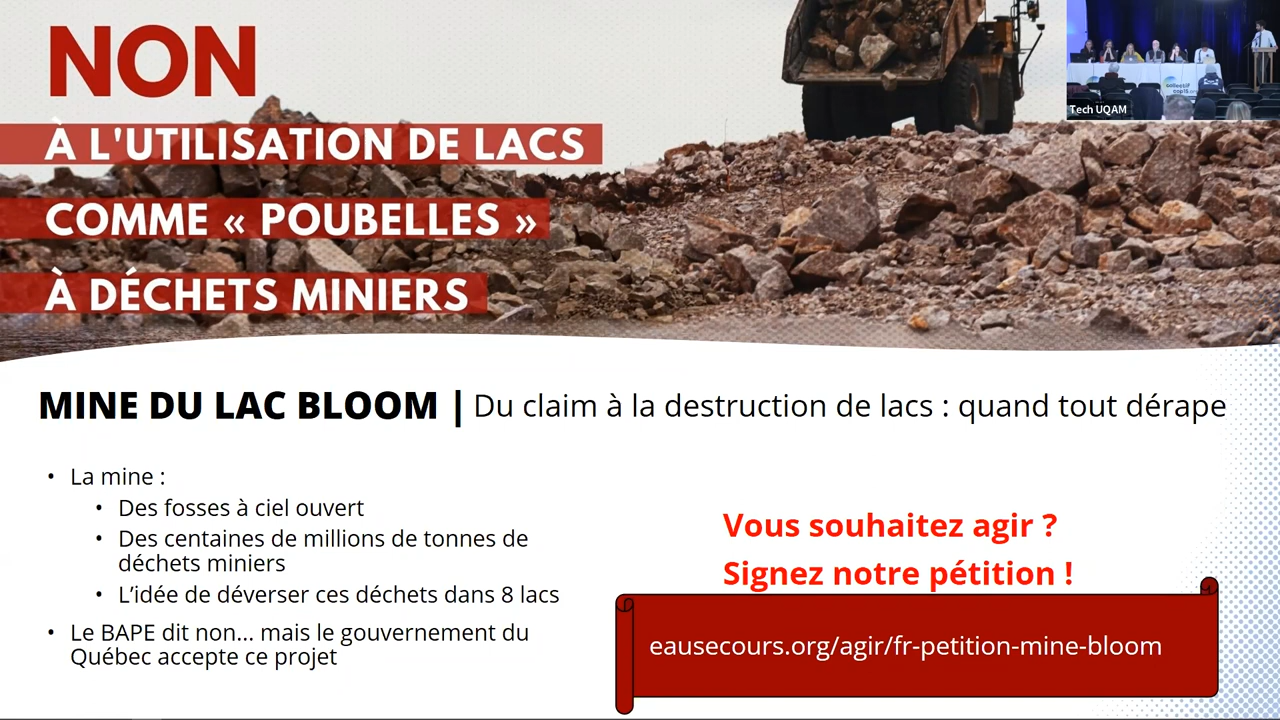 NON
À L'UTILISATION DE LACS
COMME « POUBELLES »
À DÉCHETS MINIERS
collectif
cop15.org
Tech UQAM
MINE DU LAC BLOOM | Du claim à la destruction de lacs : quand tout dérape
• La mine :
• Des fosses à ciel ouvert
• Des centaines de millions de tonnes de
déchets miniers
• L’idée de déverser ces déchets dans 8 lacs
• Le BAPE dit non... mais le gouvernement du
Québec accepte ce projet
Vous souhaitez agir ?
Signez notre pétition !
eausecours.org/agir/fr-petition-mine-bloom